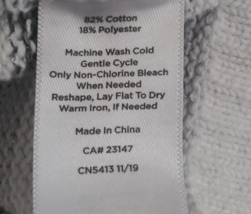 82% Cotton
18% Polyester
Machine Wash Cold
Gentle Cycle
Only Non-Chlorine Bleach
When Needed
Reshape, Lay Flat To Dry
Warm Iron, If Needed
Made In China
CA# 23147
CN5413 11/19